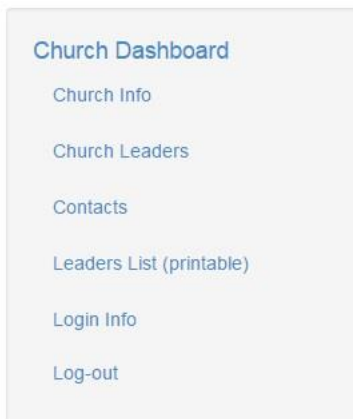 Church Dashboard
Church Info
Church Leaders
Contacts
Leaders List (printable)
Login Info
Log-out